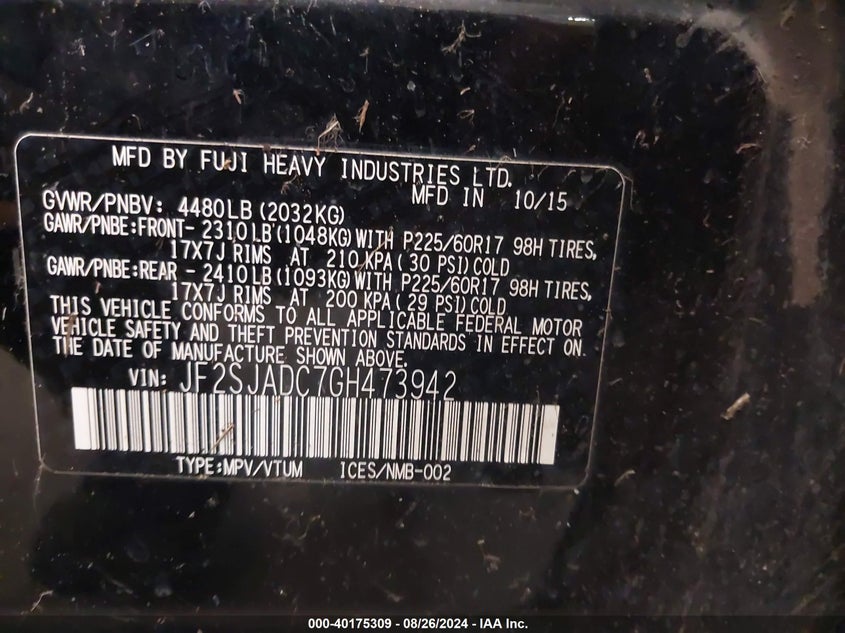 MFD BY FUJI HEAVY INDUSTRIES LTD.
MFD IN 10/15
GVWR/PNBV: 4480LB (2032KG)
GAWR/PNBE:FRONT- 2310LB (1048KG) WITH P225/60R17 98H TIRES,
17X7J RIMS AT 210 KPA (30 PSI) COLD
GAWR/PNBE:REAR - 2410LB (1093KG) WITH P225/60R17 98H TIRES,
17X7J RIMS AT 200 KPA (29 PSI) COLD
THIS VEHICLE CONFORMS TO ALL APPLICABLE FEDERAL MOTOR
VEHICLE SAFETY AND THEFT PREVENTION STANDARDS IN EFFECT ON
THE DATE OF MANUFACTURE SHOWN ABOVE.
VIN: JF2SJADC7GH473942
TYPE:MPV/VTUM ICES/NMB-002
000-40175309 - 08/26/2024 - IAA Inc.